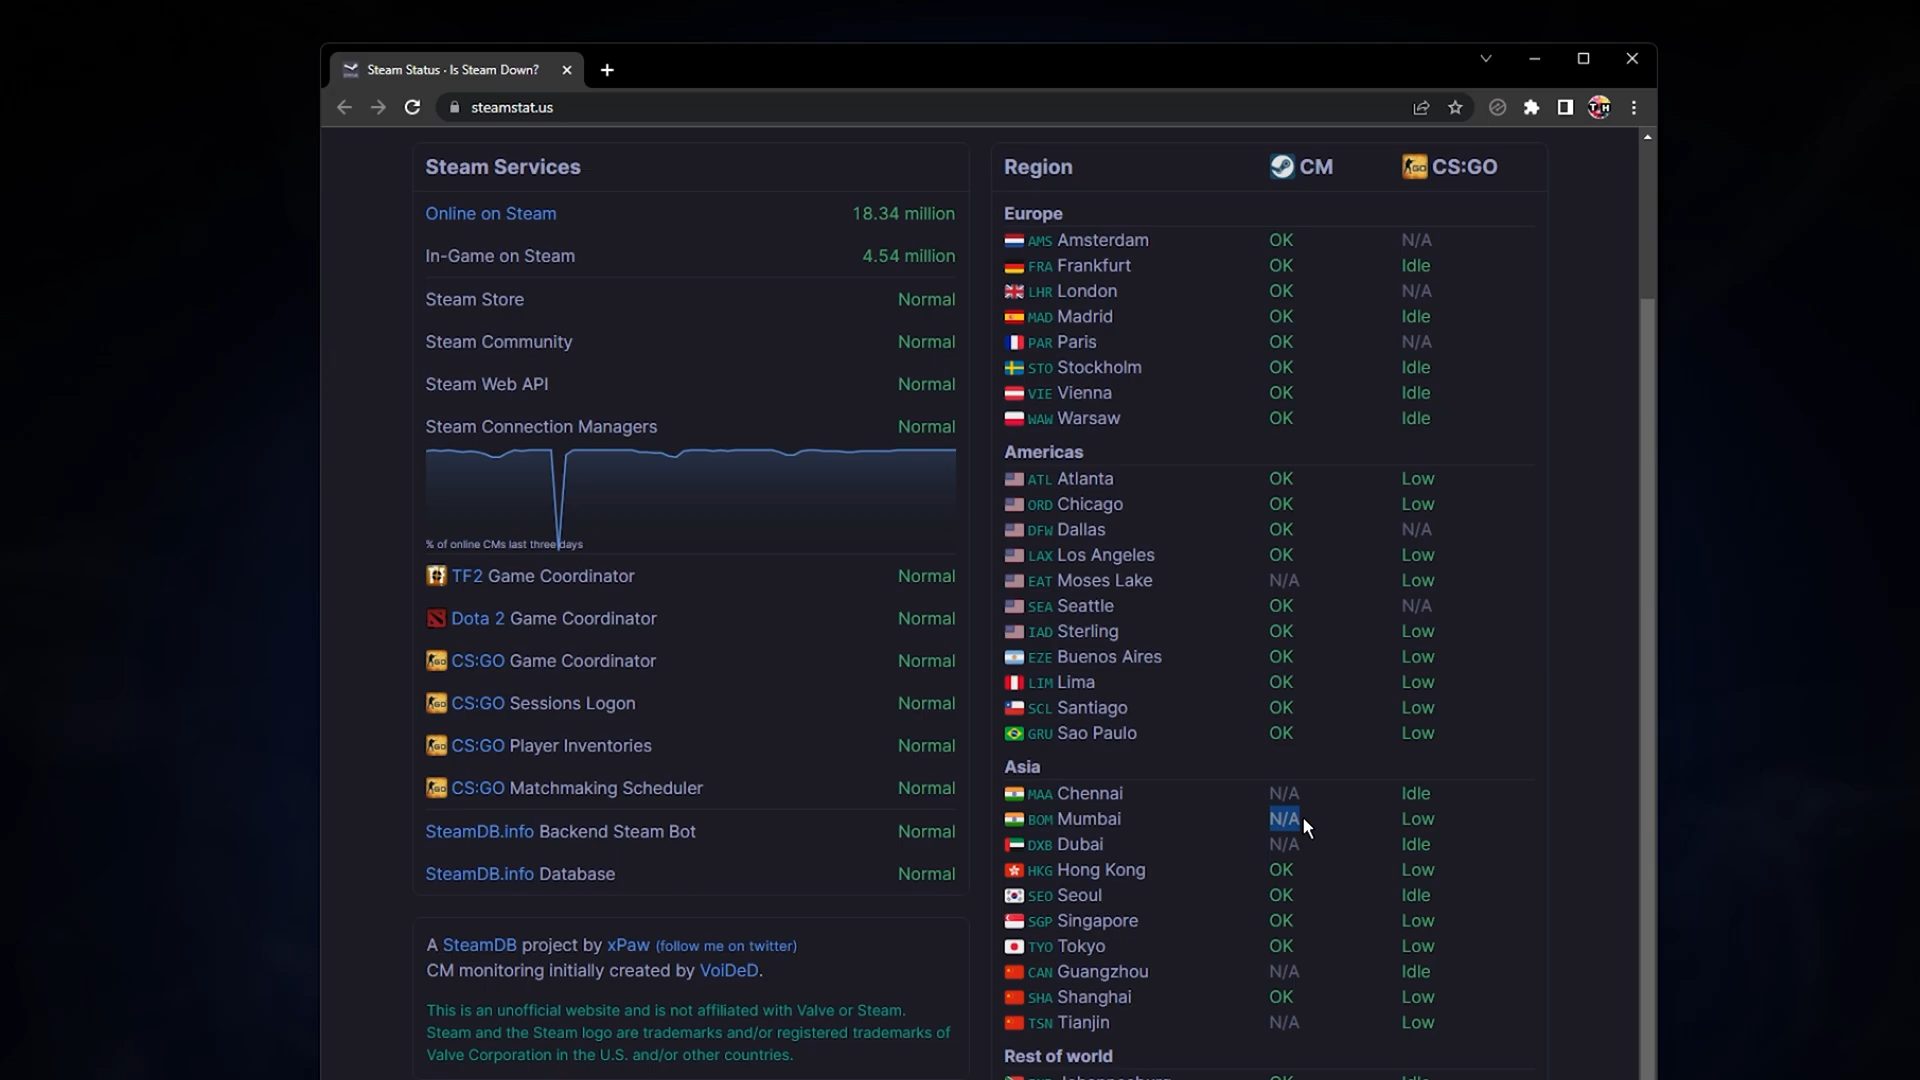 Steam Status · Is Steam Down?
steamstat.us
Steam Services
Online on Steam 18.34 million
In-Game on Steam 4.54 million
Steam Store Normal
Steam Community Normal
Steam Web API Normal
Steam Connection Managers Normal
% of online CMs last three days
TF2 Game Coordinator Normal
Dota 2 Game Coordinator Normal
CS:GO Game Coordinator Normal
CS:GO Sessions Logon Normal
CS:GO Player Inventories Normal
CS:GO Matchmaking Scheduler Normal
SteamDB.info Backend Steam Bot Normal
SteamDB.info Database Normal
A SteamDB project by xPaw (follow me on twitter)
CM monitoring initially created by VoiDeD.
This is an unofficial website and is not affiliated with Valve or Steam.
Steam and the Steam logo are trademarks and/or registered trademarks of
Valve Corporation in the U.S. and/or other countries.
Region CM CS:GO
Europe
AMS Amsterdam OK N/A
FRA Frankfurt OK Idle
LHR London OK N/A
MAD Madrid OK Idle
PAR Paris OK N/A
STO Stockholm OK Idle
VIE Vienna OK Idle
WAW Warsaw OK Idle
Americas
ATL Atlanta OK Low
ORD Chicago OK Low
DFW Dallas OK N/A
LAX Los Angeles OK Low
EAT Moses Lake N/A Low
SEA Seattle OK N/A
IAD Sterling OK Low
EZE Buenos Aires OK Low
LIM Lima OK Low
SCL Santiago OK Low
GRU Sao Paulo OK Low
Asia
MAA Chennai N/A Idle
BOM Mumbai N/A Low
DXB Dubai N/A Idle
HKG Hong Kong OK Low
SEO Seoul OK Idle
SGP Singapore OK Low
TYO Tokyo OK Low
CAN Guangzhou N/A Idle
SHA Shanghai OK Low
TSN Tianjin N/A Low
Rest of world